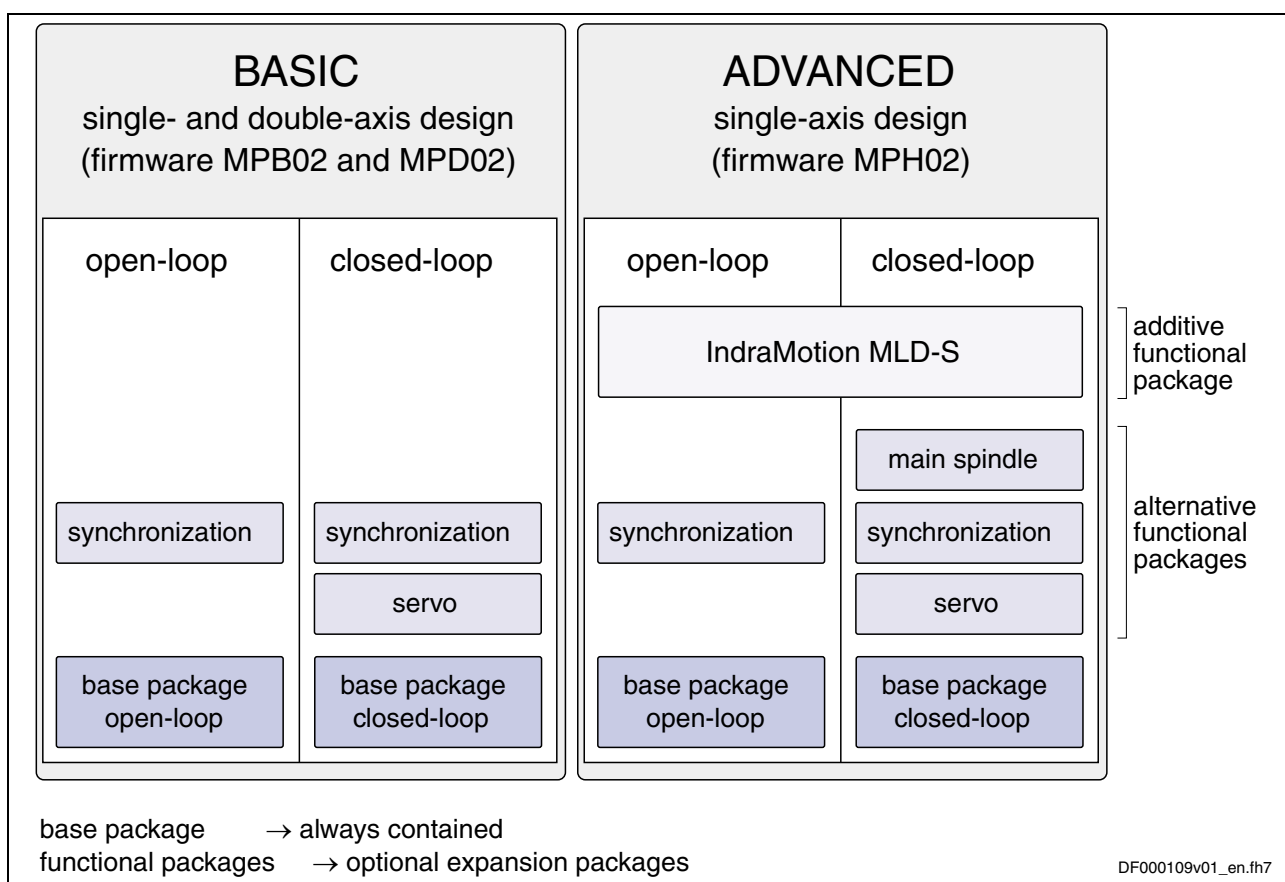 BASIC
single- and double-axis design
(firmware MPB02 and MPD02)
open-loop
closed-loop
synchronization
synchronization
servo
base package
open-loop
base package
closed-loop
ADVANCED
single-axis design
(firmware MPH02)
open-loop
closed-loop
IndraMotion MLD-S
main spindle
synchronization
synchronization
servo
base package
open-loop
base package
closed-loop
additive
functional
package
alternative
functional
packages
base package → always contained
functional packages → optional expansion packages
DF000109v01_en.fh7